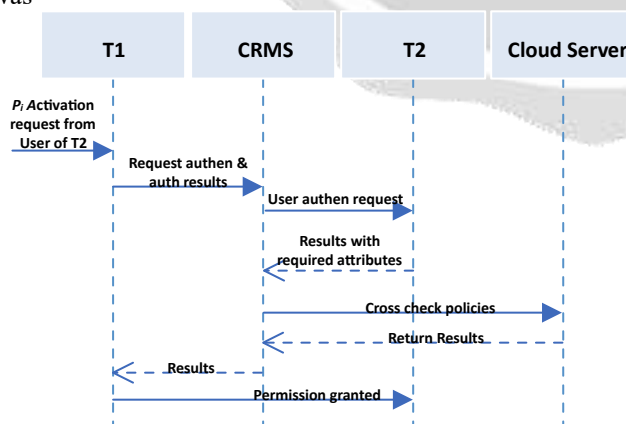 was
T1
CRMS
T2
Cloud Server
Pi Activation
request from
User of T2
Request authen &
auth results
User authen request
Results with
required attributes
Cross check policies
Return Results
Results
Permission granted